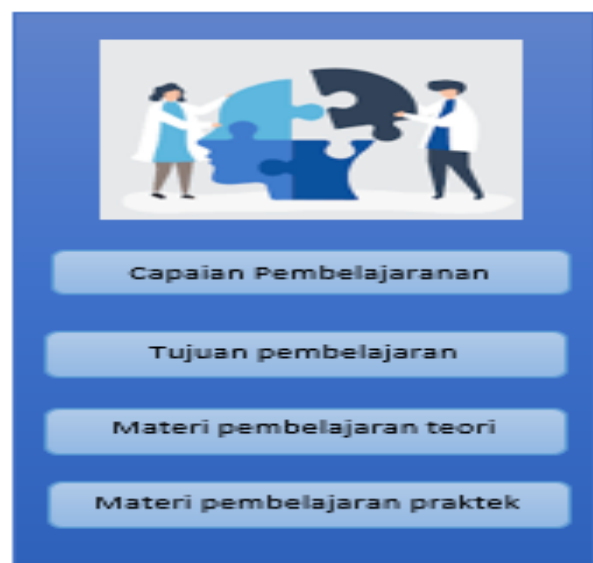 Capaian Pembelajaranan
Tujuan pembelajaran
Materi pembelajaran teori
Materi pembelajaran praktek